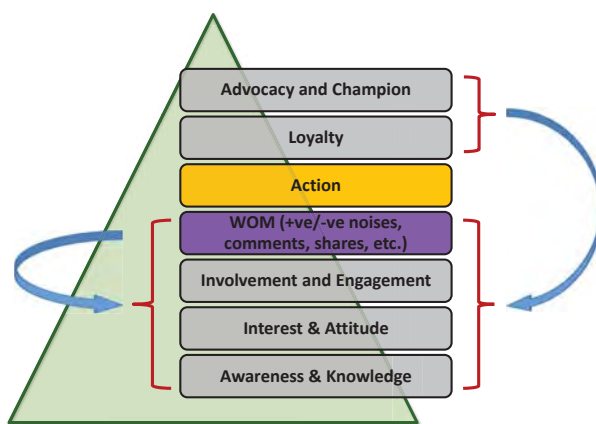 Advocacy and Champion
Loyalty
Action
WOM (+ve/-ve noises,
comments, shares, etc.)
Involvement and Engagement
Interest & Attitude
Awareness & Knowledge